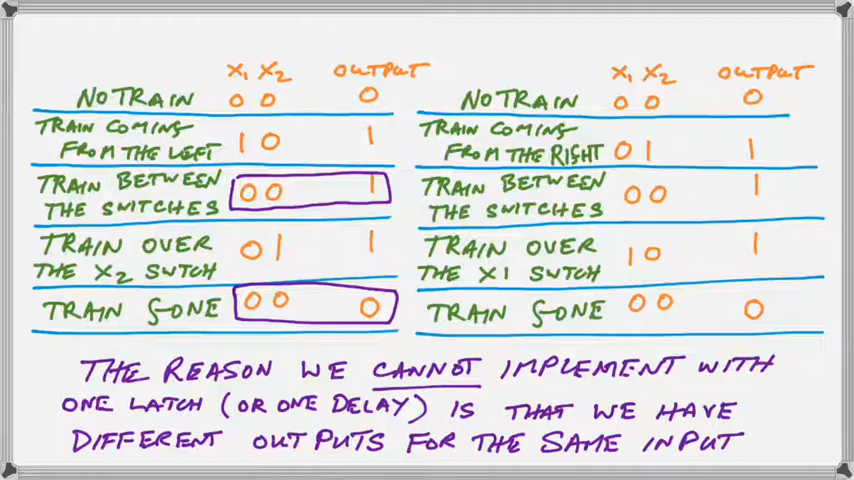 X1 X2 OUTPUT
NO TRAIN 0 0 0
TRAIN COMING
FROM THE LEFT 1 0 1
TRAIN BETWEEN
THE SWITCHES 0 0 1
TRAIN OVER
THE X2 SWTCH 0 1 1
TRAIN GONE 0 0 0
X1 X2 OUTPUT
NO TRAIN 0 0 0
TRAIN COMING
FROM THE RIGHT 0 1 1
TRAIN BETWEEN
THE SWITCHES 0 0 1
TRAIN OVER
THE X1 SWTCH 1 0 1
TRAIN GONE 0 0 0
THE REASON WE CANNOT IMPLEMENT WITH
ONE LATCH (OR ONE DELAY) IS THAT WE HAVE
DIFFERENT OUTPUTS FOR THE SAME INPUT